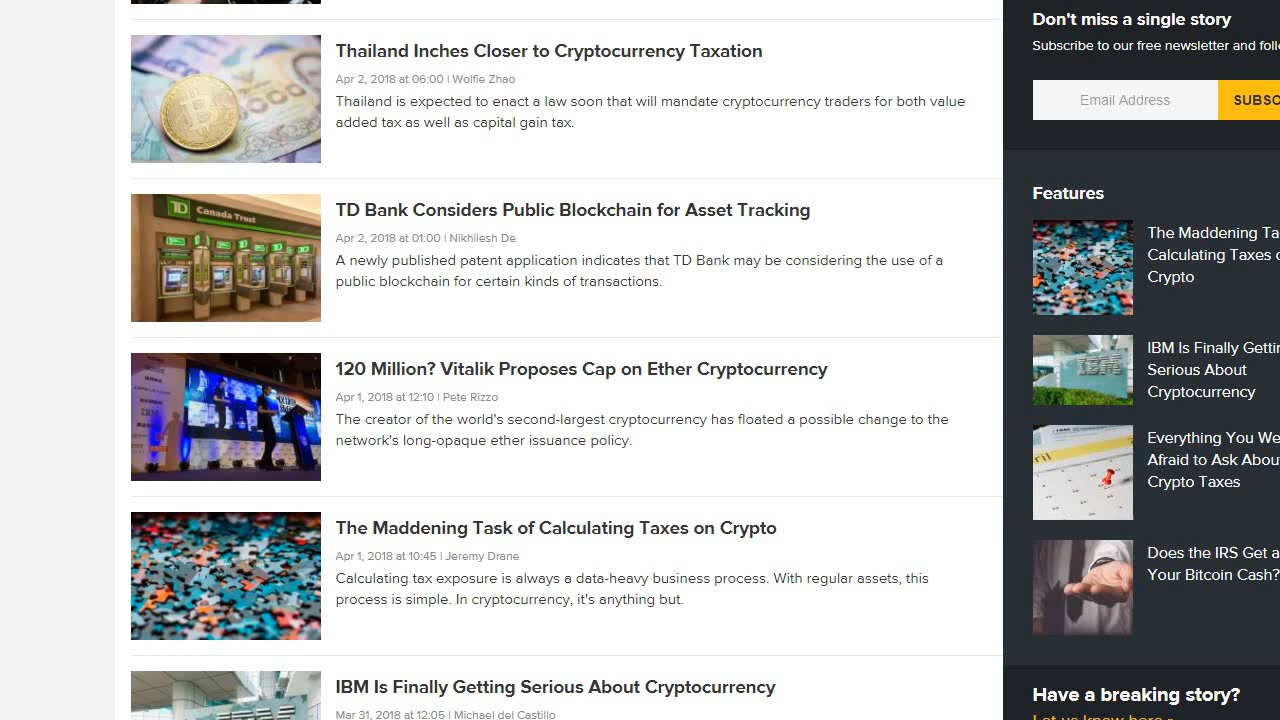 Thailand Inches Closer to Cryptocurrency Taxation
Apr 2, 2018 at 06:00 | Wolfie Zhao
Thailand is expected to enact a law soon that will mandate cryptocurrency traders for both value
added tax as well as capital gain tax.
TD Canada Trust
TD Bank Considers Public Blockchain for Asset Tracking
Apr 2, 2018 at 01:00 | Nikhilesh De
A newly published patent application indicates that TD Bank may be considering the use of a
public blockchain for certain kinds of transactions.
120 Million? Vitalik Proposes Cap on Ether Cryptocurrency
Apr 1, 2018 at 12:10 | Pete Rizzo
The creator of the world's second-largest cryptocurrency has floated a possible change to the
network's long-opaque ether issuance policy.
The Maddening Task of Calculating Taxes on Crypto
Apr 1, 2018 at 10:45 | Jeremy Drane
Calculating tax exposure is always a data-heavy business process. With regular assets, this
process is simple. In cryptocurrency, it's anything but.
IBM Is Finally Getting Serious About Cryptocurrency
Mar 31, 2018 at 12:05 | Michael del Castillo
Don't miss a single story
Subscribe to our free newsletter and foll
Email Address
SUBSC
Features
The Maddening Ta
Calculating Taxes o
Crypto
IBM Is Finally Gettin
Serious About
Cryptocurrency
Everything You We
Afraid to Ask Abou
Crypto Taxes
Does the IRS Get a
Your Bitcoin Cash?
Have a breaking story?
Let us know here »